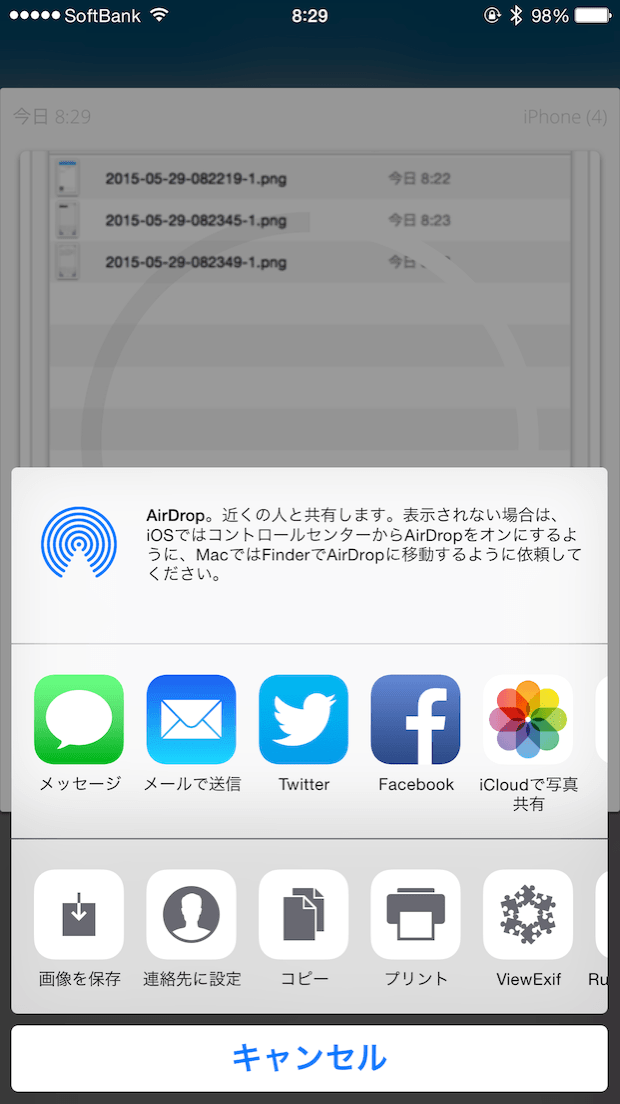 SoftBank 8:29 98%
今日 8:29 iPhone (4)
2015-05-29-082219-1.png 今日 8:22
2015-05-29-082345-1.png 今日 8:23
2015-05-29-082349-1.png 今日
AirDrop。近くの人と共有します。表示されない場合は、
iOSではコントロールセンターからAirDropをオンにするよ
うに、MacではFinderでAirDropに移動するように依頼して
ください。
メッセージ メールで送信 Twitter Facebook iCloudで写真
共有
画像を保存 連絡先に設定 コピー プリント ViewExif Ru
キャンセル